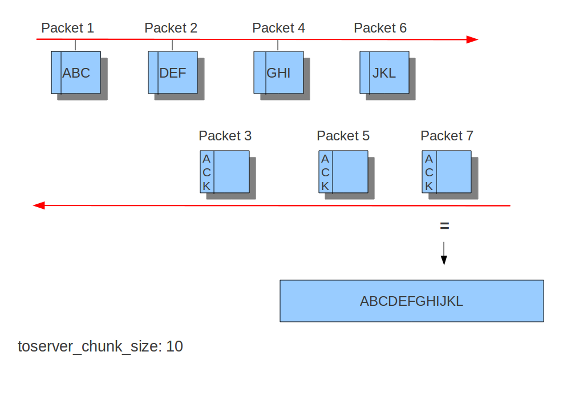 Packet 1 Packet 2 Packet 4 Packet 6
ABC DEF GHI JKL
Packet 3 Packet 5 Packet 7
A A A
C C C
K K K
=
ABCDEFGHIJKL
toserver_chunk_size: 10